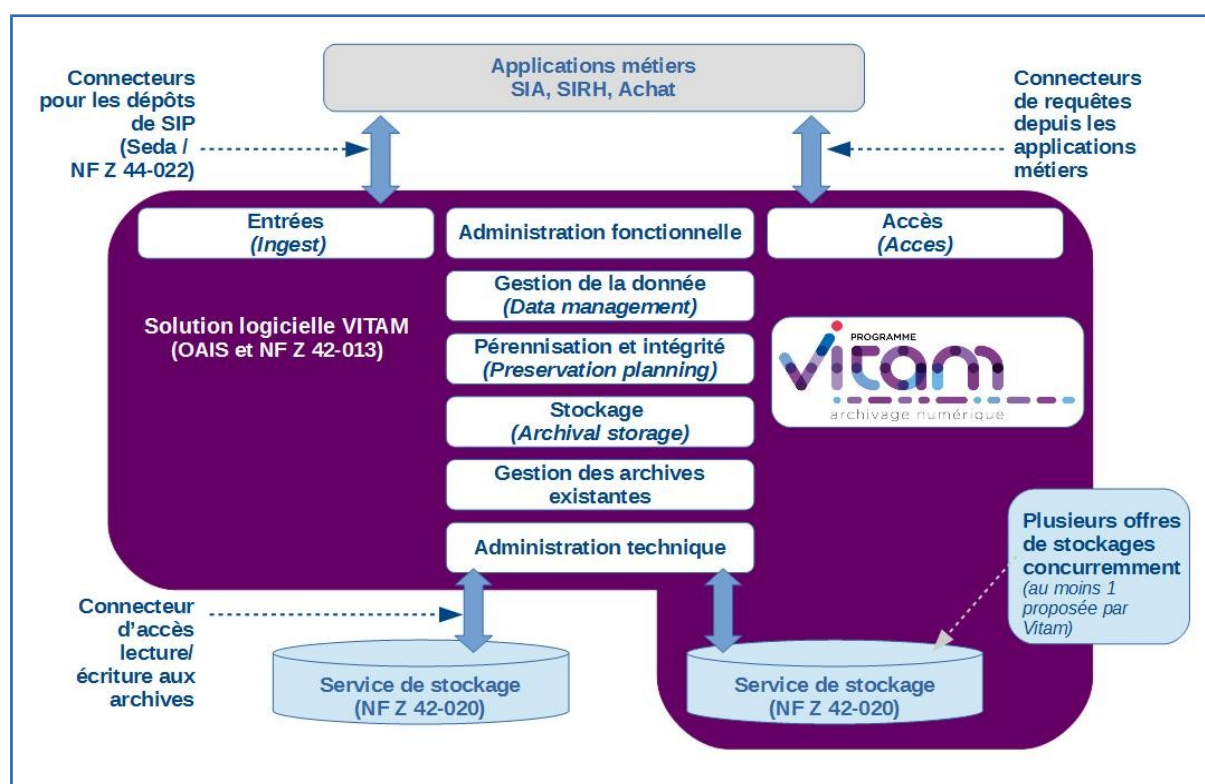 Applications métiers
SIA, SIRH, Achat
Connecteurs
pour les dépôts
de SIP
(Seda /
NF Z 44-022)
Connecteurs
de requêtes
depuis les
applications
métiers
Entrées
(Ingest)
Administration fonctionnelle
Accès
(Acces)
Gestion de la donnée
(Data management)
Solution logicielle VITAM
(OAIS et NF Z 42-013)
Pérennisation et intégrité
(Preservation planning)
PROGRAMME
vitam
archivage numérique
Stockage
(Archival storage)
Gestion des archives
existantes
Administration technique
Plusieurs offres
de stockages
concurremment
(au moins 1
proposée par
Vitam)
Connecteur
d'accès
lecture/
écriture aux
archives
Service de stockage
(NF Z 42-020)
Service de stockage
(NF Z 42-020)